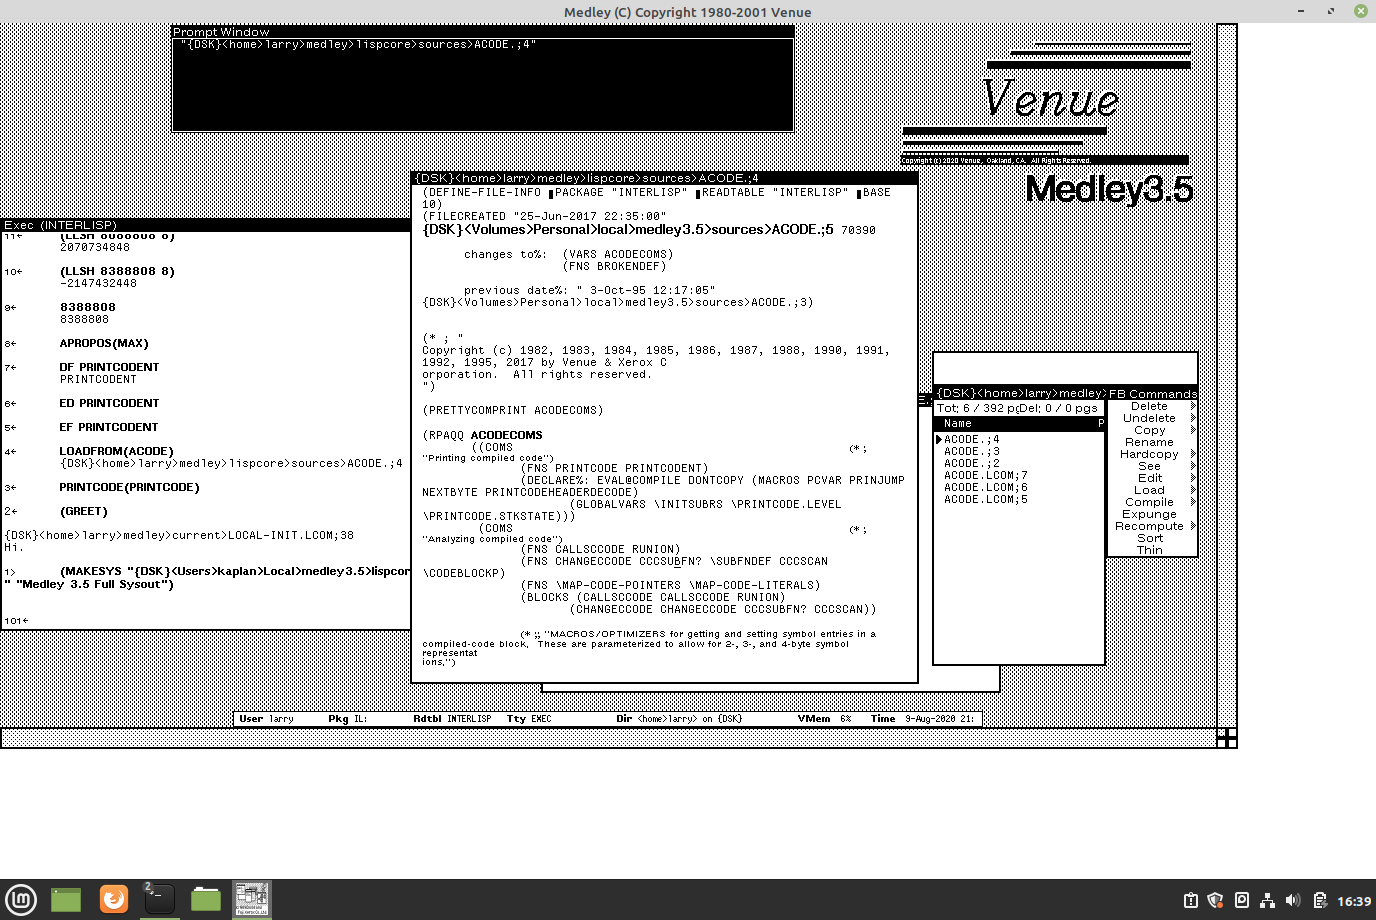 Medley (C) Copyright 1980-2001 Venue
Prompt Window
"{DSK}<home>larry>medley>lispcore>sources>ACODE.;4"
Venue
Copyright (c) 2020 Venue, Oakland, CA. All Rights Reserved.
Medley3.5
Exec (INTERLISP)
11← (LLSH 8088808 8)
2070734848
10← (LLSH 8388808 8)
-2147432448
9← 8388808
8388808
8← APROPOS(MAX)
7← DF PRINTCODENT
PRINTCODENT
6← ED PRINTCODENT
5← EF PRINTCODENT
4← LOADFROM(ACODE)
{DSK}<home>larry>medley>lispcore>sources>ACODE.;4
3← PRINTCODE(PRINTCODE)
2← (GREET)
{DSK}<home>larry>medley>current>LOCAL-INIT.LCOM;38
Hi.
1> (MAKESYS "{DSK}<Users>kaplan>Local>medley3.5>lispcor
" "Medley 3.5 Full Sysout")
101←
{DSK}<home>larry>medley>lispcore>sources>ACODE.;4
(DEFINE-FILE-INFO PACKAGE "INTERLISP" READTABLE "INTERLISP" BASE
10)
(FILECREATED "25-Jun-2017 22:35:00"
{DSK}<Volumes>Personal>local>medley3.5>sources>ACODE.;5 70390
changes to%: (VARS ACODECOMS)
(FNS BROKENDEF)
previous date%: " 3-Oct-95 12:17:05"
{DSK}<Volumes>Personal>local>medley3.5>sources>ACODE.;3)
(* ; "
Copyright (c) 1982, 1983, 1984, 1985, 1986, 1987, 1988, 1990, 1991,
1992, 1995, 2017 by Venue & Xerox C
orporation. All rights reserved.
")
(PRETTYCOMPRINT ACODECOMS)
(RPAQQ ACODECOMS
((COMS (* ;
"Printing compiled code")
(FNS PRINTCODE PRINTCODENT)
(DECLARE%: EVAL@COMPILE DONTCOPY (MACROS PCVAR PRINJUMP
NEXTBYTE PRINTCODEHEADERDECODE)
(GLOBALVARS \INITSUBRS \PRINTCODE.LEVEL
\PRINTCODE.STKSTATE)))
(COMS (* ;
"Analyzing compiled code")
(FNS CALLSCCODE RUNION)
(FNS CHANGECCODE CCCSUBFN? \SUBFNDEF CCCSCAN
\CODEBLOCKP)
(FNS \MAP-CODE-POINTERS \MAP-CODE-LITERALS)
(BLOCKS (CALLSCCODE CALLSCCODE RUNION)
(CHANGECCODE CHANGECCODE CCCSUBFN? CCCSCAN))
(* ;; "MACROS/OPTIMIZERS for getting and setting symbol entries in a
compiled-code block. These are parameterized to allow for 2-, 3-, and 4-byte symbol
representat
ions.")
{DSK}<home>larry>medley>
Tot: 6 / 392 pg Del: 0 / 0 pgs
Name P
ACODE.;4
ACODE.;3
ACODE.;2
ACODE.LCOM;7
ACODE.LCOM;6
ACODE.LCOM;5
FB Commands
Delete
Undelete
Copy
Rename
Hardcopy
See
Edit
Load
Compile
Expunge
Recompute
Sort
Thin
User larry Pkg IL: Rdtbl INTERLISP Tty EXEC Dir <home>larry> on {DSK} VMem 6% Time 9-Aug-2020 21:
2
16:39